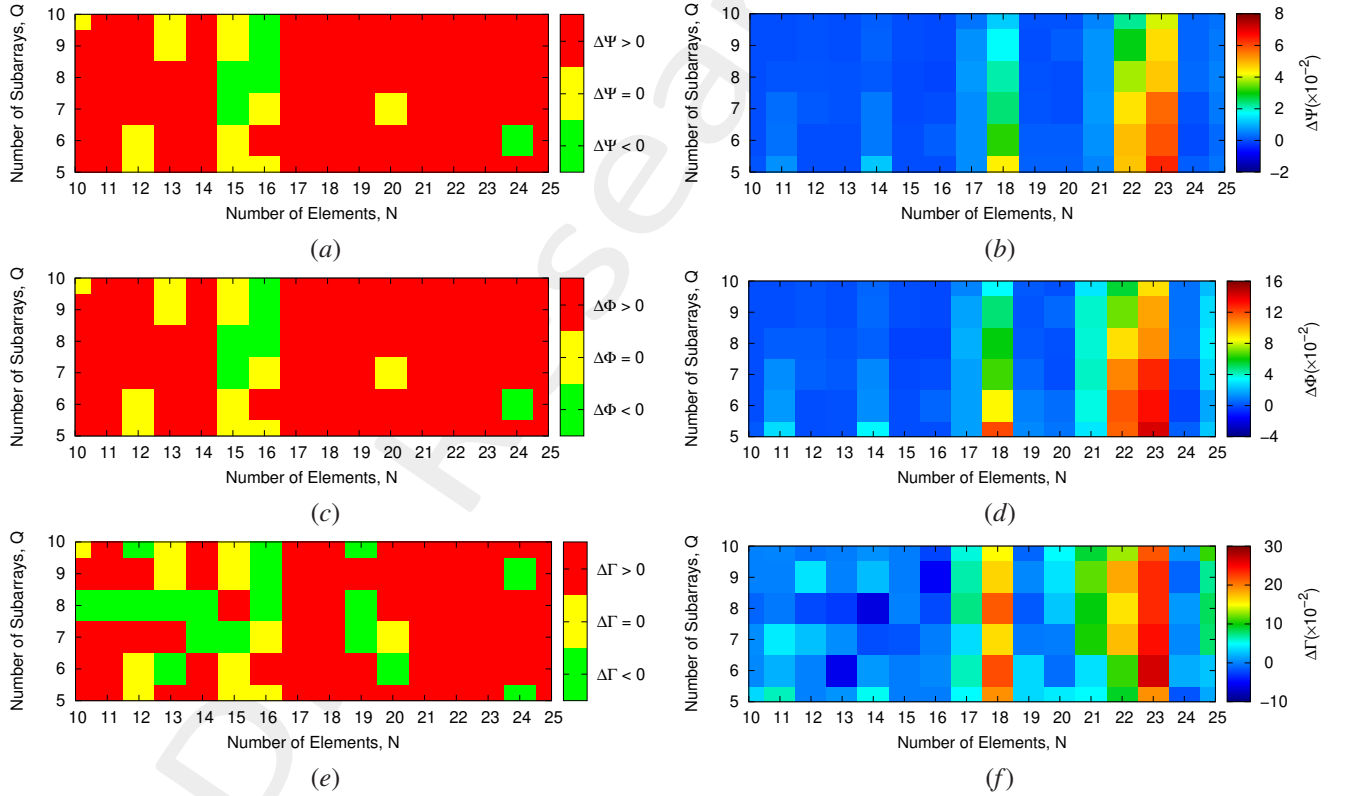 Number of Subarrays, Q
10
9
8
7
6
5
10 11 12 13 14 15 16 17 18 19 20 21 22 23 24 25
Number of Elements, N
ΔΨ > 0
ΔΨ = 0
ΔΨ < 0
(a)
Number of Subarrays, Q
10
9
8
7
6
5
10 11 12 13 14 15 16 17 18 19 20 21 22 23 24 25
Number of Elements, N
8
6
4
2
0
−2
ΔΨ(×10⁻²)
(b)
Number of Subarrays, Q
10
9
8
7
6
5
10 11 12 13 14 15 16 17 18 19 20 21 22 23 24 25
Number of Elements, N
ΔΦ > 0
ΔΦ = 0
ΔΦ < 0
(c)
Number of Subarrays, Q
10
9
8
7
6
5
10 11 12 13 14 15 16 17 18 19 20 21 22 23 24 25
Number of Elements, N
16
12
8
4
0
−4
ΔΦ(×10⁻²)
(d)
Number of Subarrays, Q
10
9
8
7
6
5
10 11 12 13 14 15 16 17 18 19 20 21 22 23 24 25
Number of Elements, N
ΔΓ > 0
ΔΓ = 0
ΔΓ < 0
(e)
Number of Subarrays, Q
10
9
8
7
6
5
10 11 12 13 14 15 16 17 18 19 20 21 22 23 24 25
Number of Elements, N
30
20
10
0
−10
ΔΓ(×10⁻²)
(f)